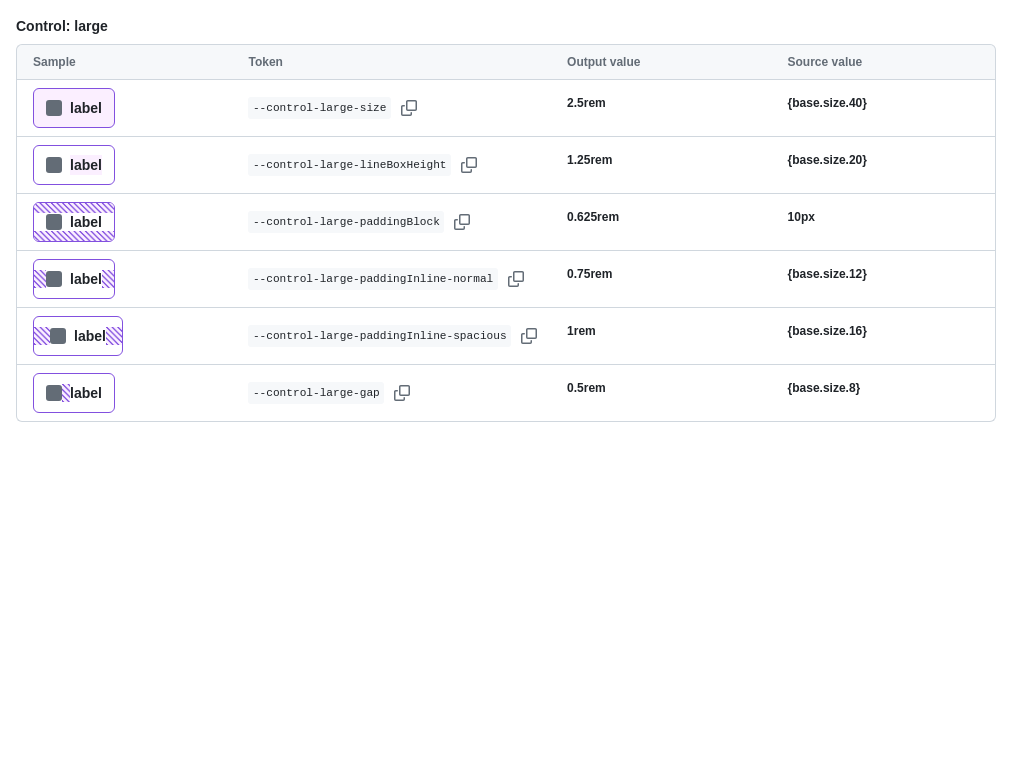 Control: large
Sample Token Output value Source value
label --control-large-size 2.5rem {base.size.40}
label --control-large-lineBoxHeight 1.25rem {base.size.20}
label --control-large-paddingBlock 0.625rem 10px
label --control-large-paddingInline-normal 0.75rem {base.size.12}
label --control-large-paddingInline-spacious 1rem {base.size.16}
label --control-large-gap 0.5rem {base.size.8}